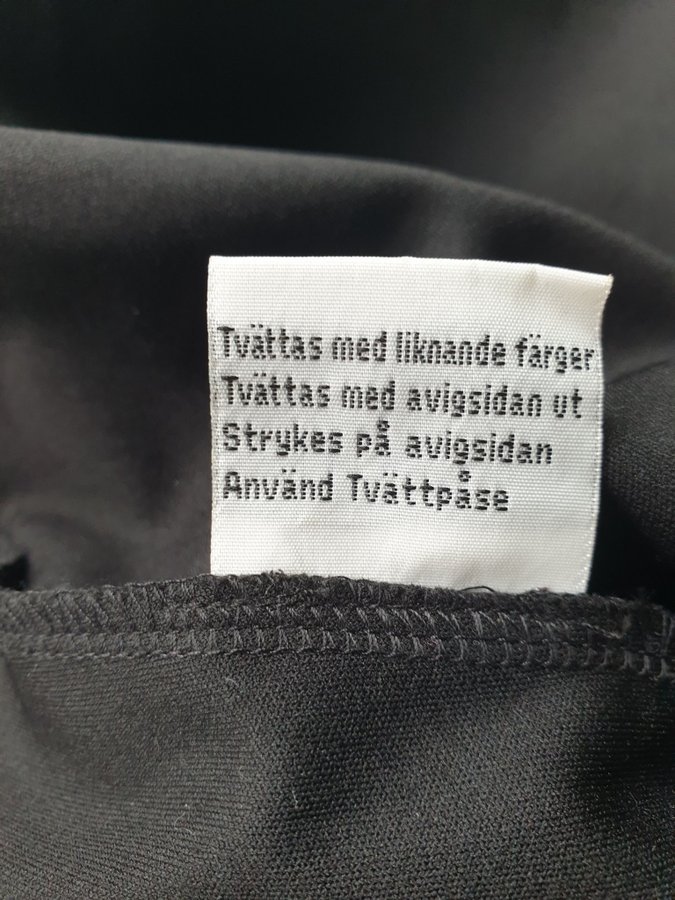 Tvättas med liknande färger
Tvättas med avigsidan ut
Strykes på avigsidan
Använd Tvättpåse